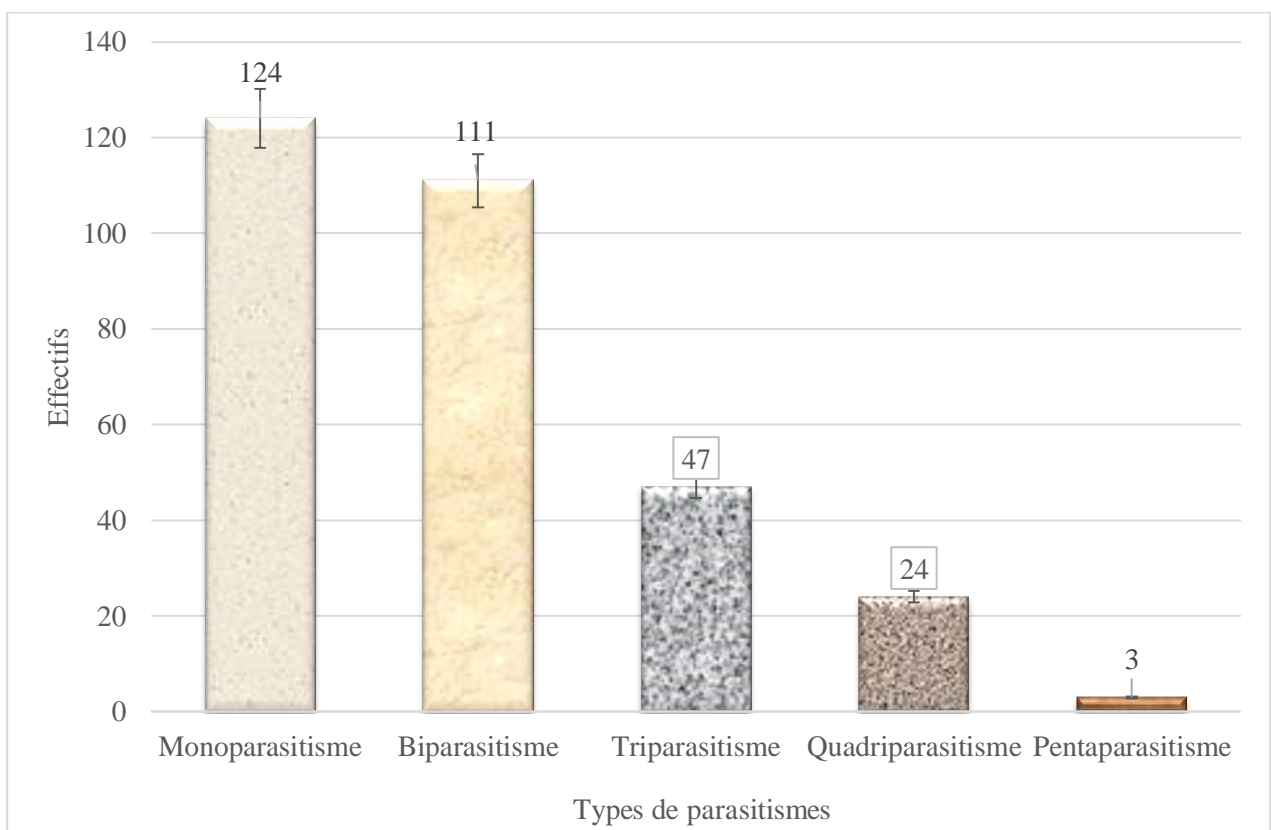 140
120
100
80
60
40
20
0
Effectifs
124
111
47
24
3
Monoparasitisme
Biparasitisme
Triparasitisme
Quadriparasitisme
Pentaparasitisme
Types de parasitismes